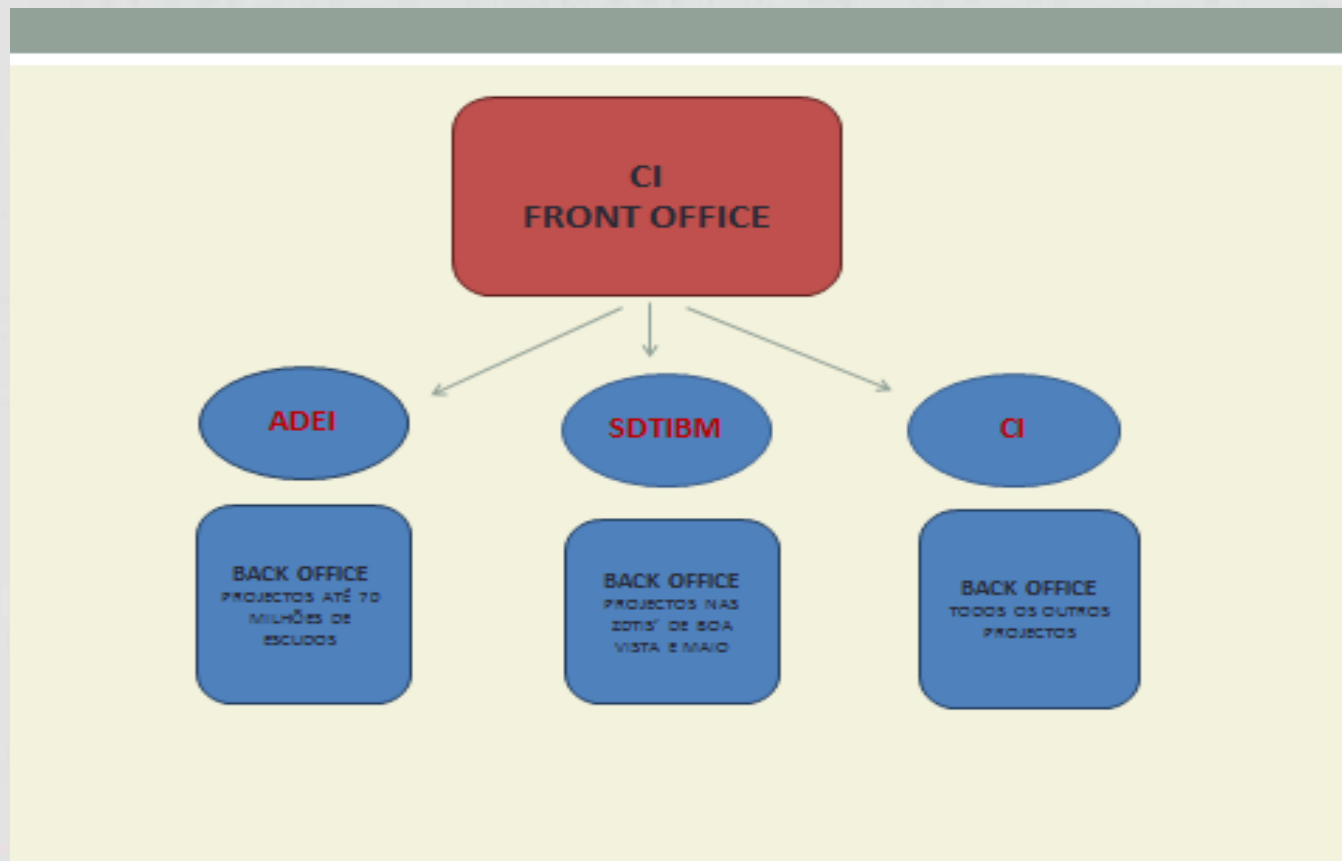 CI
FRONT OFFICE
ADEI
SDTIBM
CI
BACK OFFICE
PROJECTOS ATÉ 70
MILHÕES DE
ESCUDOS
BACK OFFICE
PROJECTOS NAS
ZDTIS´ DE BOA
VISTA E MAIO
BACK OFFICE
TODOS OS OUTROS
PROJECTOS